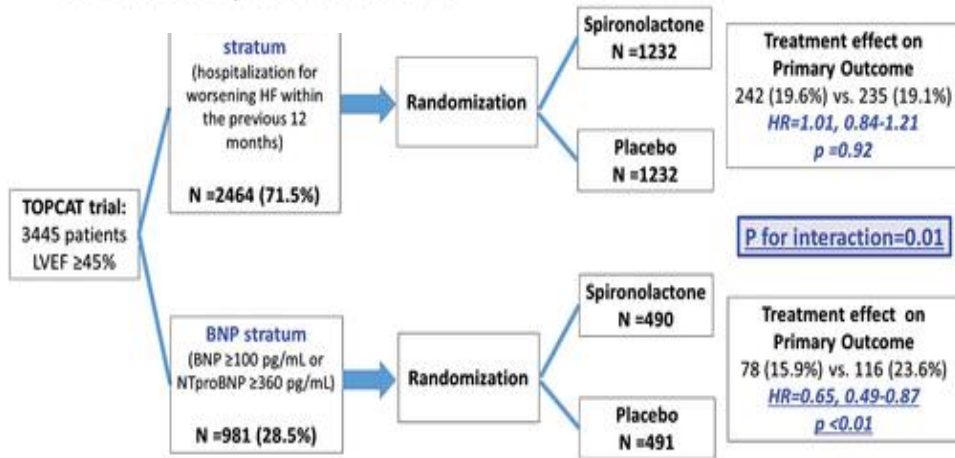 TOPCAT trial:
3445 patients
LVEF ≥45%
stratum
(hospitalization for
worsening HF within
the previous 12
months)
N =2464 (71.5%)
Randomization
Spironolactone
N =1232
Placebo
N =1232
Treatment effect on
Primary Outcome
242 (19.6%) vs. 235 (19.1%)
HR=1.01, 0.84-1.21
p =0.92
P for interaction=0.01
BNP stratum
(BNP ≥100 pg/mL or
NTproBNP ≥360 pg/mL)
N =981 (28.5%)
Randomization
Spironolactone
N =490
Placebo
N =491
Treatment effect on
Primary Outcome
78 (15.9%) vs. 116 (23.6%)
HR=0.65, 0.49-0.87
p <0.01